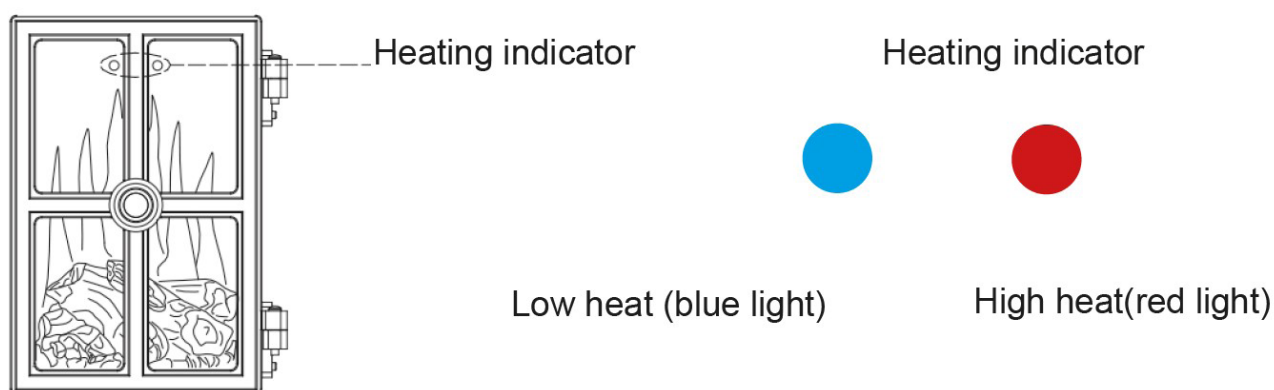 Heating indicator
Heating indicator
Low heat (blue light)
High heat(red light)